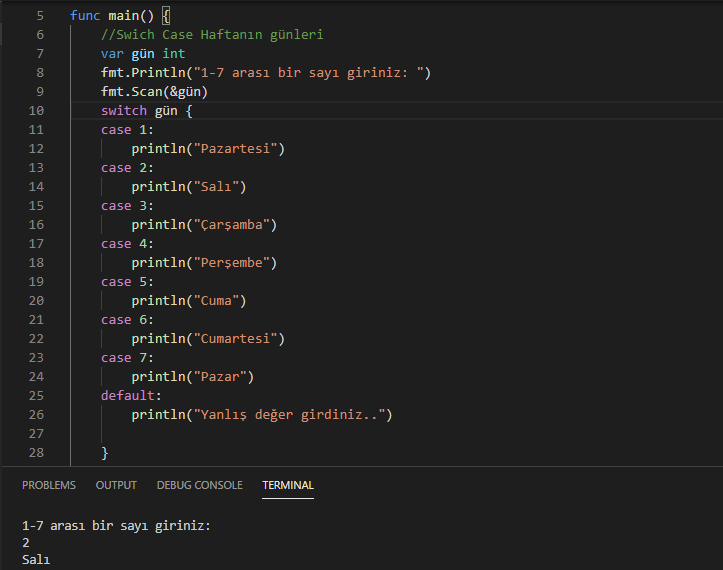 5 func main() {
6 //Swich Case Haftanın günleri
7 var gün int
8 fmt.Println("1-7 arası bir sayı giriniz: ")
9 fmt.Scan(&gün)
10 switch gün {
11 case 1:
12 println("Pazartesi")
13 case 2:
14 println("Salı")
15 case 3:
16 println("Çarşamba")
17 case 4:
18 println("Perşembe")
19 case 5:
20 println("Cuma")
21 case 6:
22 println("Cumartesi")
23 case 7:
24 println("Pazar")
25 default:
26 println("Yanlış değer girdiniz..")
27
28 }
PROBLEMS OUTPUT DEBUG CONSOLE TERMINAL
1-7 arası bir sayı giriniz:
2
Salı